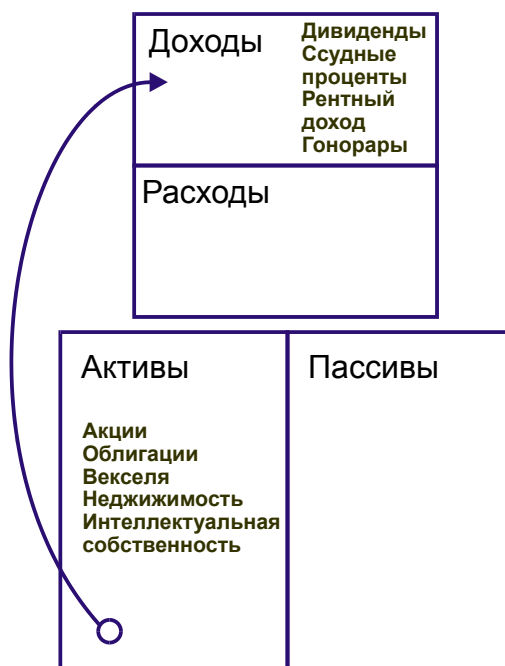 Доходы
Дивиденды
Ссудные
проценты
Рентный
доход
Гонорары
Расходы
Активы
Акции
Облигации
Векселя
Неджижимость
Интеллектуальная
собственность
Пассивы